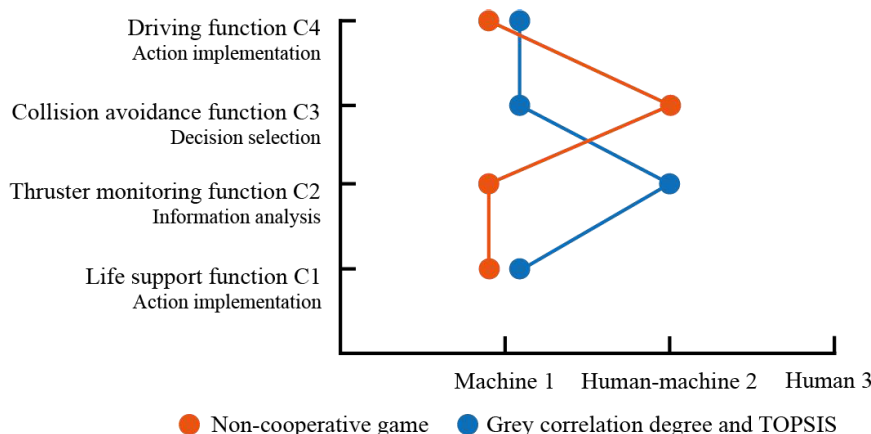 Driving function C4
Action implementation
Collision avoidance function C3
Decision selection
Thruster monitoring function C2
Information analysis
Life support function C1
Action implementation
Machine 1 Human-machine 2 Human 3
Non-cooperative game Grey correlation degree and TOPSIS